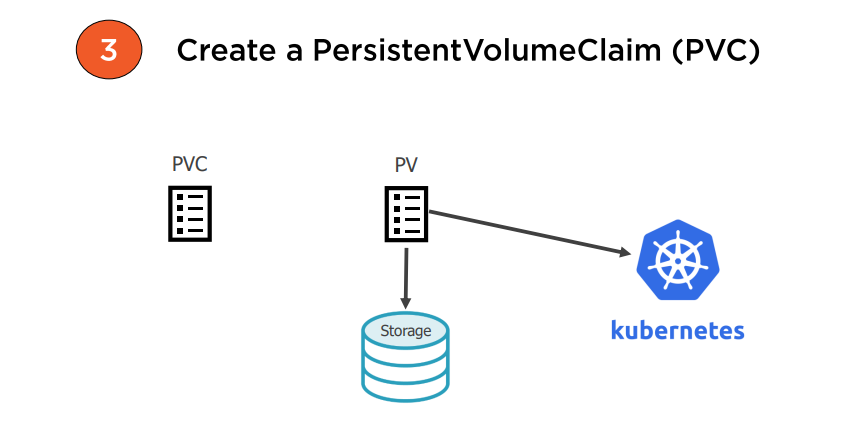 3
Create a PersistentVolumeClaim (PVC)
PVC
PV
Storage
kubernetes